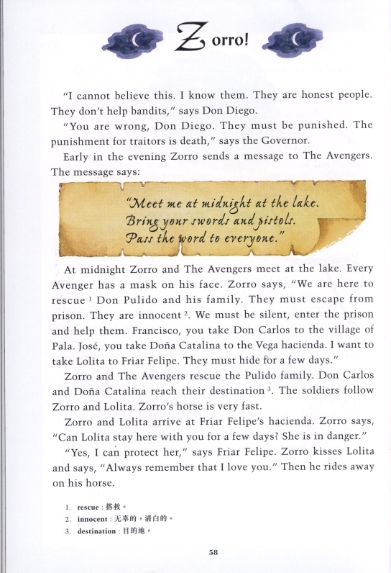 Zorro!
"I cannot believe this. I know them. They are honest people.
They don't help bandits," says Don Diego.
"You are wrong, Don Diego. They must be punished. The
punishment for traitors is death," says the Governor.
Early in the evening Zorro sends a message to The Avengers.
The message says:
"Meet me at midnight at the lake.
Bring your swords and pistols.
Pass the word to everyone."
At midnight Zorro and The Avengers meet at the lake. Every
Avenger has a mask on his face. Zorro says, "We are here to
rescue ¹ Don Pulido and his family. They must escape from
prison. They are innocent ². We must be silent, enter the prison
and help them. Francisco, you take Don Carlos to the village of
Pala. José, you take Doña Catalina to the Vega hacienda. I want to
take Lolita to Friar Felipe. They must hide for a few days."
Zorro and The Avengers rescue the Pulido family. Don Carlos
and Doña Catalina reach their destination ³. The soldiers follow
Zorro and Lolita. Zorro's horse is very fast.
Zorro and Lolita arrive at Friar Felipe's hacienda. Zorro says,
"Can Lolita stay here with you for a few days? She is in danger."
"Yes, I can protect her," says Friar Felipe. Zorro kisses Lolita
and says, "Always remember that I love you." Then he rides away
on his horse.
1. rescue : 搭救。
2. innocent : 无辜的，清白的。
3. destination : 目的地。
58